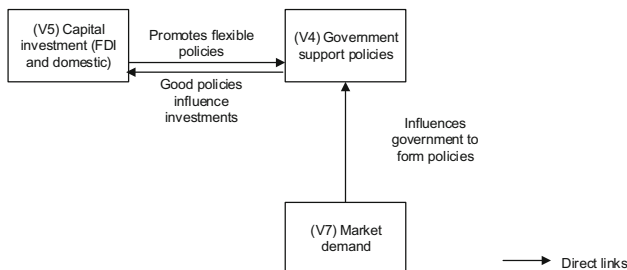 (V5) Capital
investment (FDI
and domestic)
Promotes flexible
policies
Good policies
influence
investments
(V4) Government
support policies
Influences
government to
form policies
(V7) Market
demand
Direct links